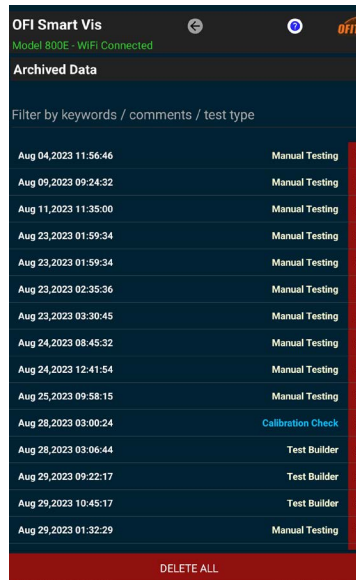 OFI Smart Vis
?
OFIT
Model 800E - WiFi Connected
Archived Data
Filter by keywords / comments / test type
Aug 04,2023 11:56:46 Manual Testing
Aug 09,2023 09:24:32 Manual Testing
Aug 11,2023 11:35:00 Manual Testing
Aug 23,2023 01:59:34 Manual Testing
Aug 23,2023 01:59:34 Manual Testing
Aug 23,2023 02:35:36 Manual Testing
Aug 23,2023 03:30:45 Manual Testing
Aug 24,2023 08:45:32 Manual Testing
Aug 24,2023 12:41:54 Manual Testing
Aug 25,2023 09:58:15 Manual Testing
Aug 28,2023 03:00:24 Calibration Check
Aug 28,2023 03:06:44 Test Builder
Aug 29,2023 09:22:17 Test Builder
Aug 29,2023 10:45:17 Test Builder
Aug 29,2023 01:32:29 Manual Testing
DELETE ALL